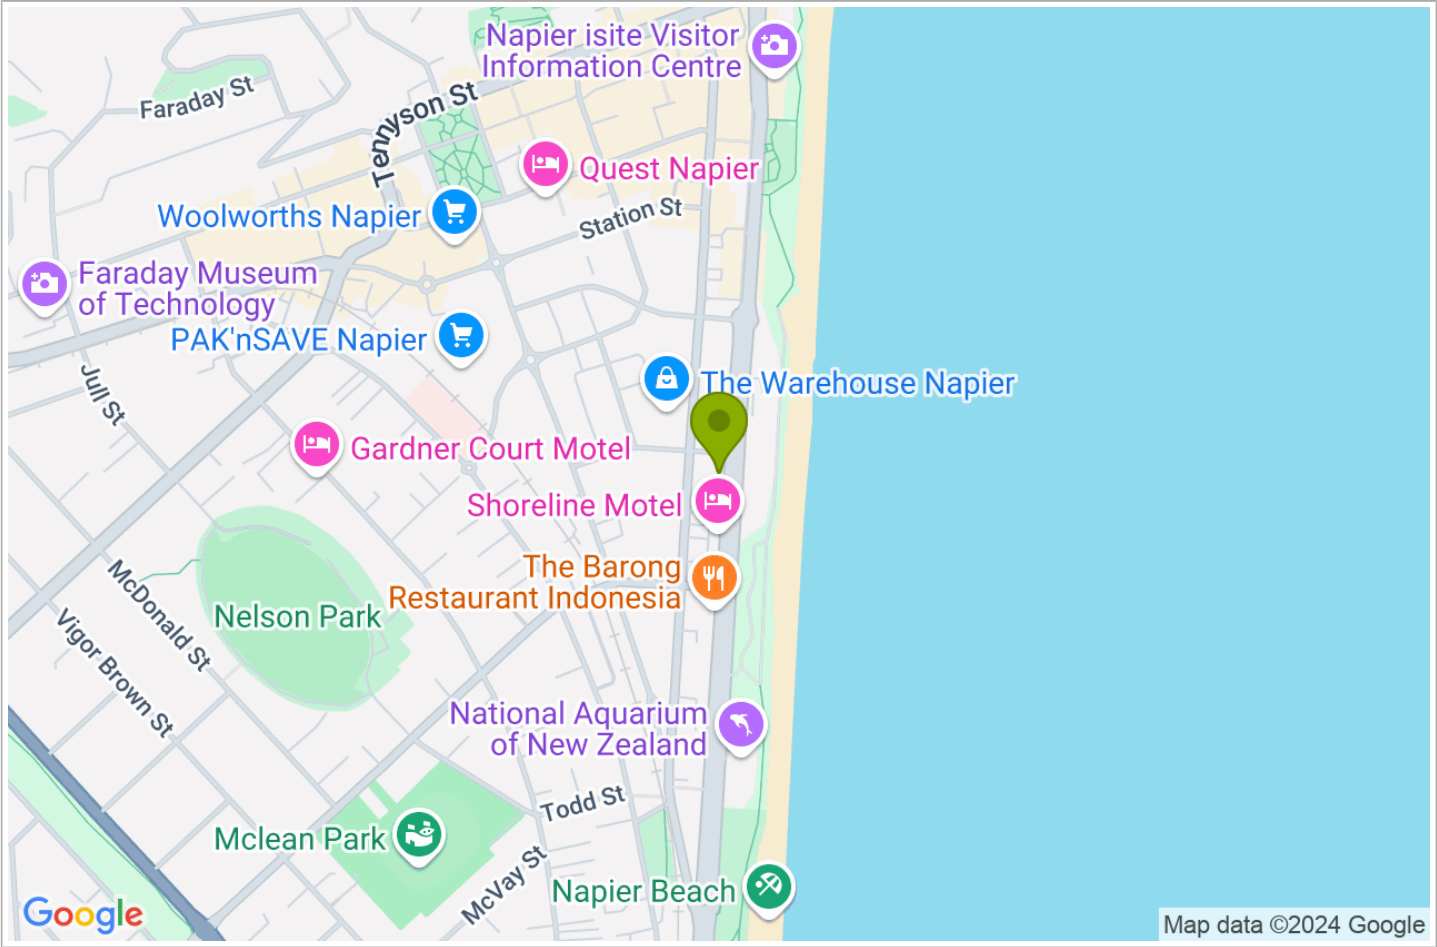 Napier isite Visitor
Information Centre
Faraday St
Tennyson St
Quest Napier
Woolworths Napier
Station St
Faraday Museum
of Technology
PAK'nSAVE Napier
Jull St
The Warehouse Napier
Gardner Court Motel
Shoreline Motel
The Barong
Restaurant Indonesia
McDonald St
Nelson Park
Vigor Brown St
National Aquarium
of New Zealand
Todd St
Mclean Park
McVay St
Napier Beach
Google
Map data ©2024 Google